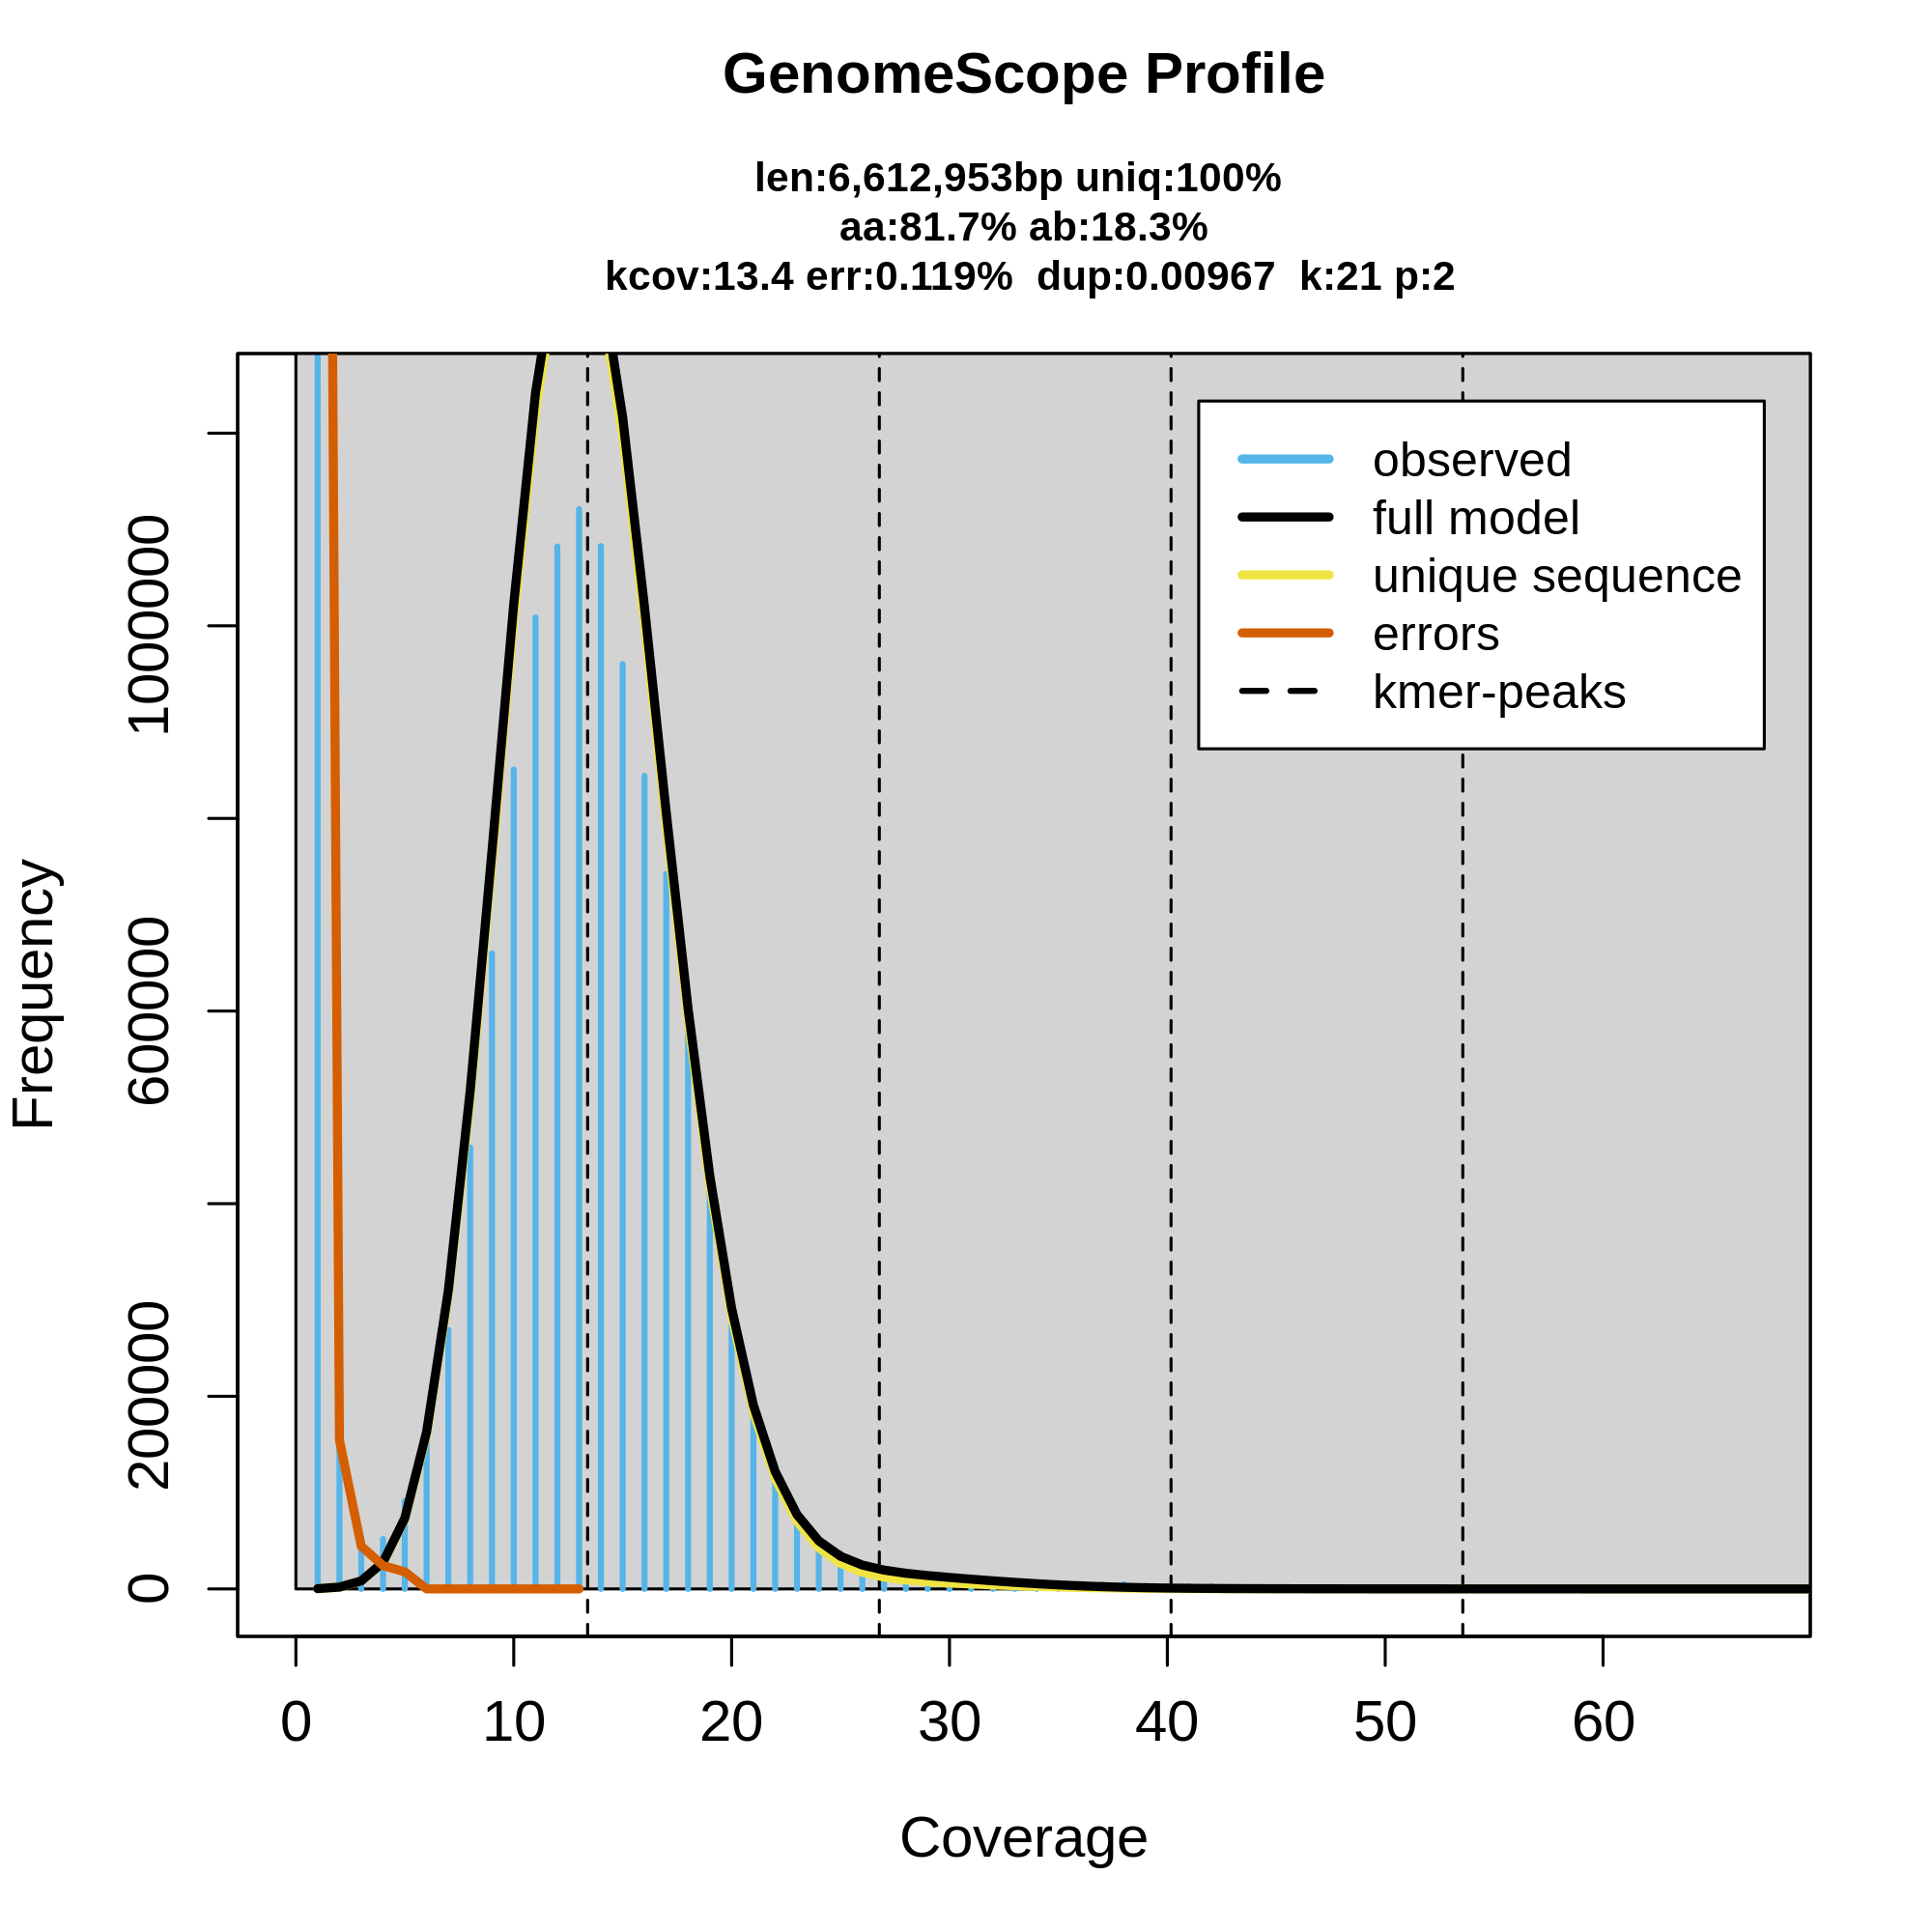 GenomeScope Profile
len:6,612,953bp uniq:100%
aa:81.7% ab:18.3%
kcov:13.4 err:0.119%  dup:0.00967  k:21 p:2
observed
full model
unique sequence
errors
kmer-peaks
Frequency
1000000
600000
200000
0
0 10 20 30 40 50 60
Coverage